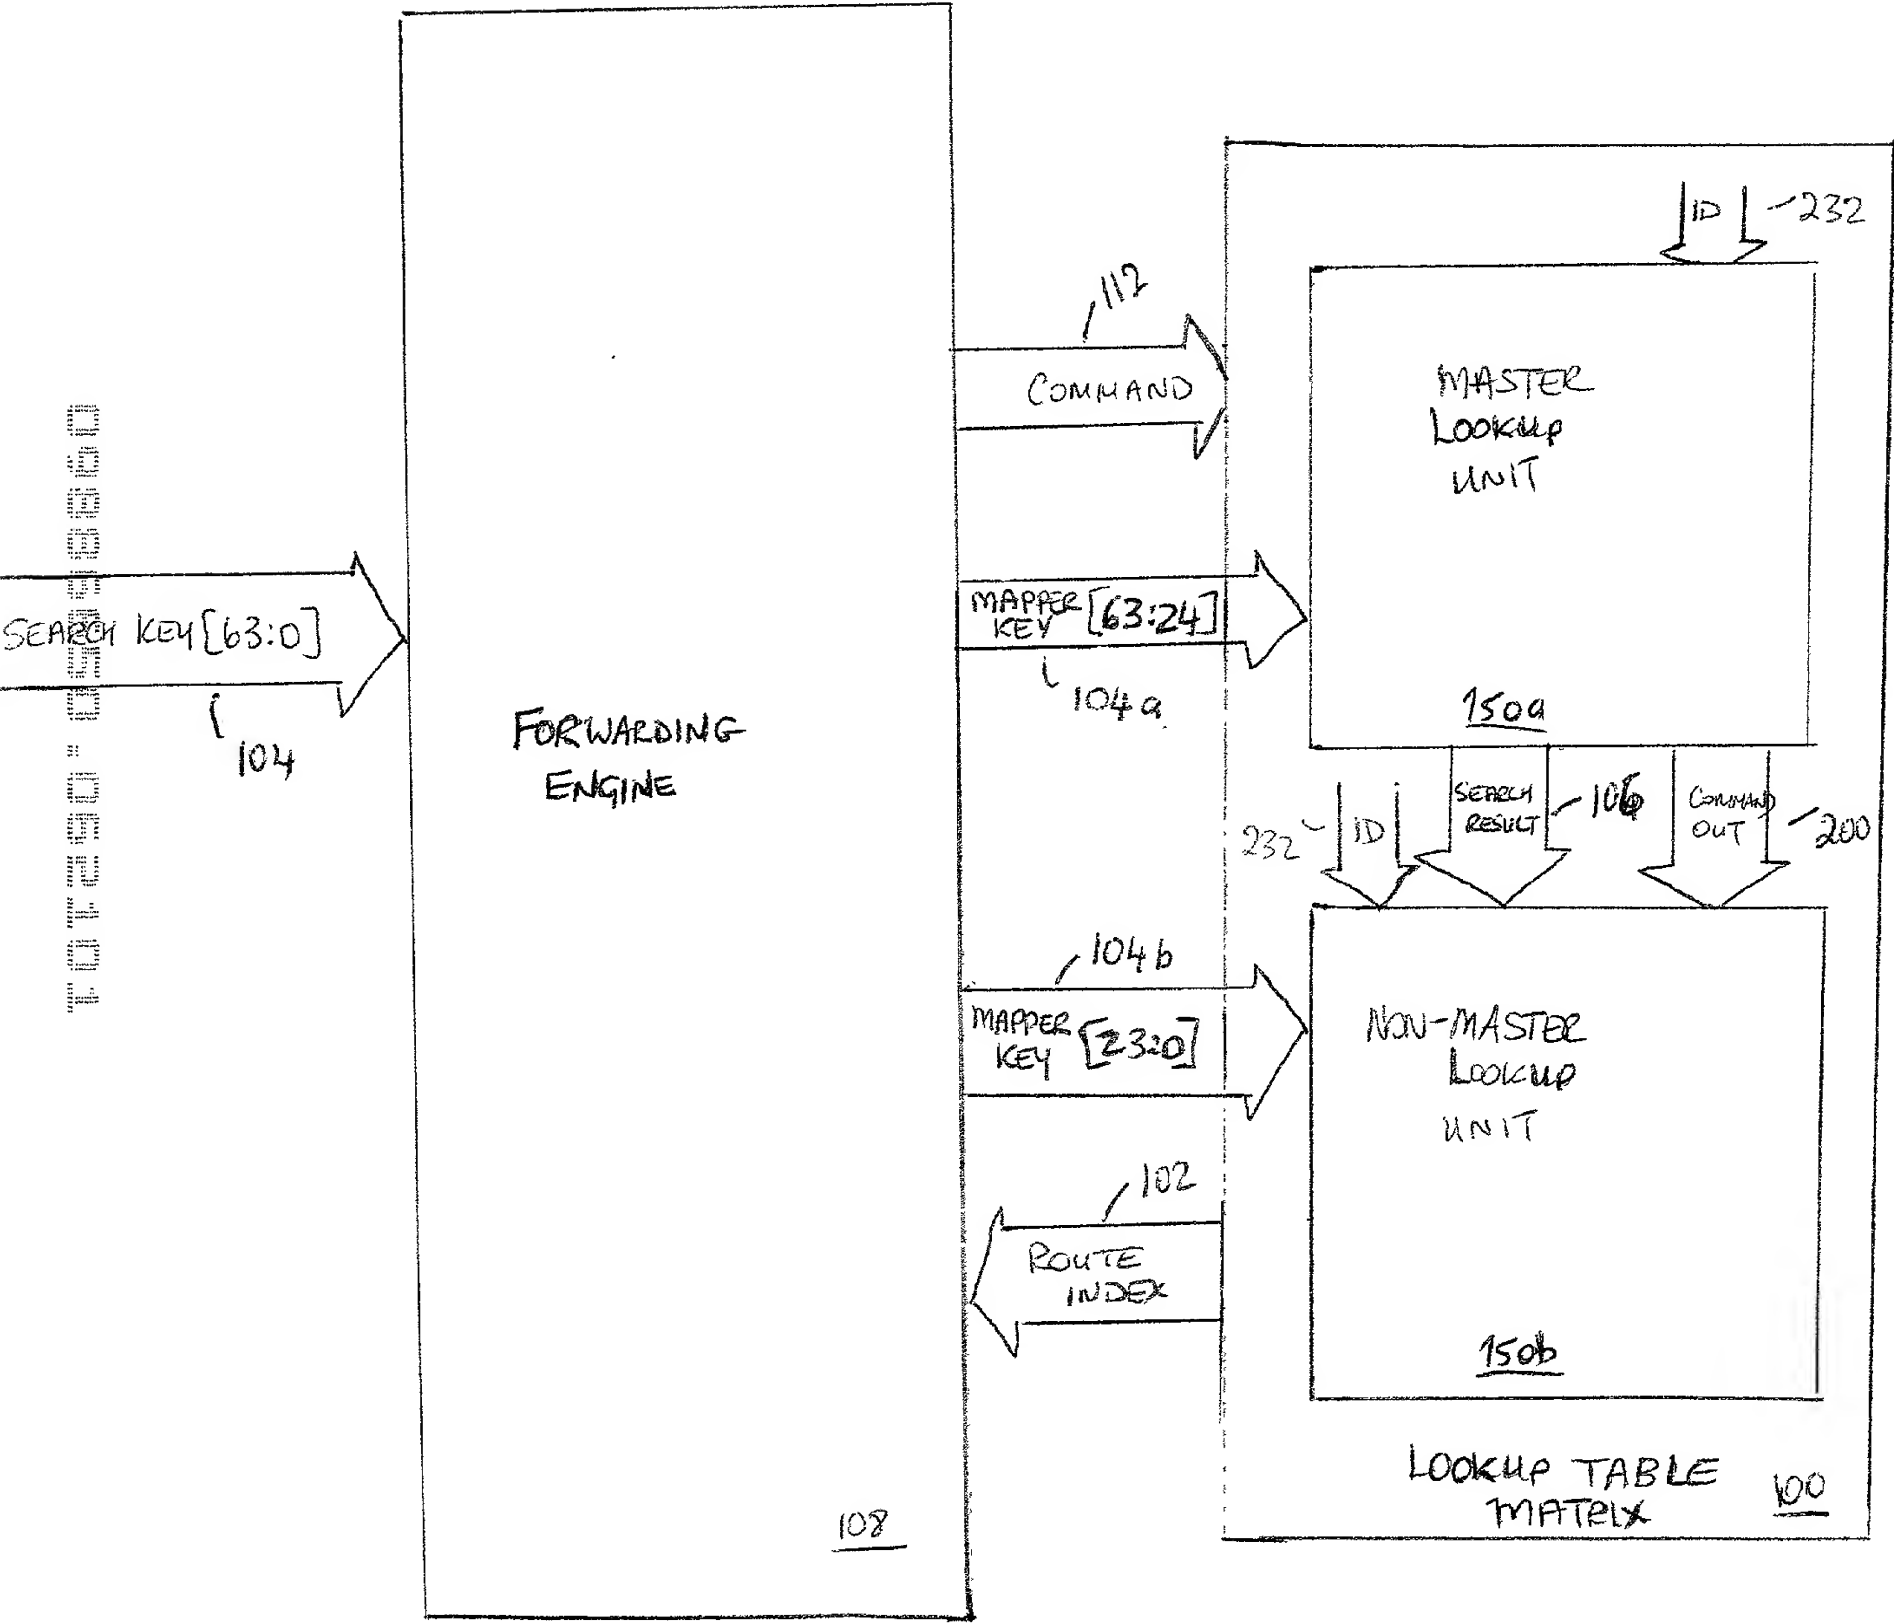 ID
232
112
COMMAND
MASTER
LOOKUP
UNIT
SEARCH KEY[63:0]
104
MAPPER
KEY
[63:24]
104a
150a
FORWARDING
ENGINE
232
ID
SEARCH
RESULT
106
COMMAND
OUT
200
104b
MAPPER
KEY
[23:0]
NON-MASTER
LOOKUP
UNIT
102
ROUTE
INDEX
150b
LOOKUP TABLE
MATRIX
100
108